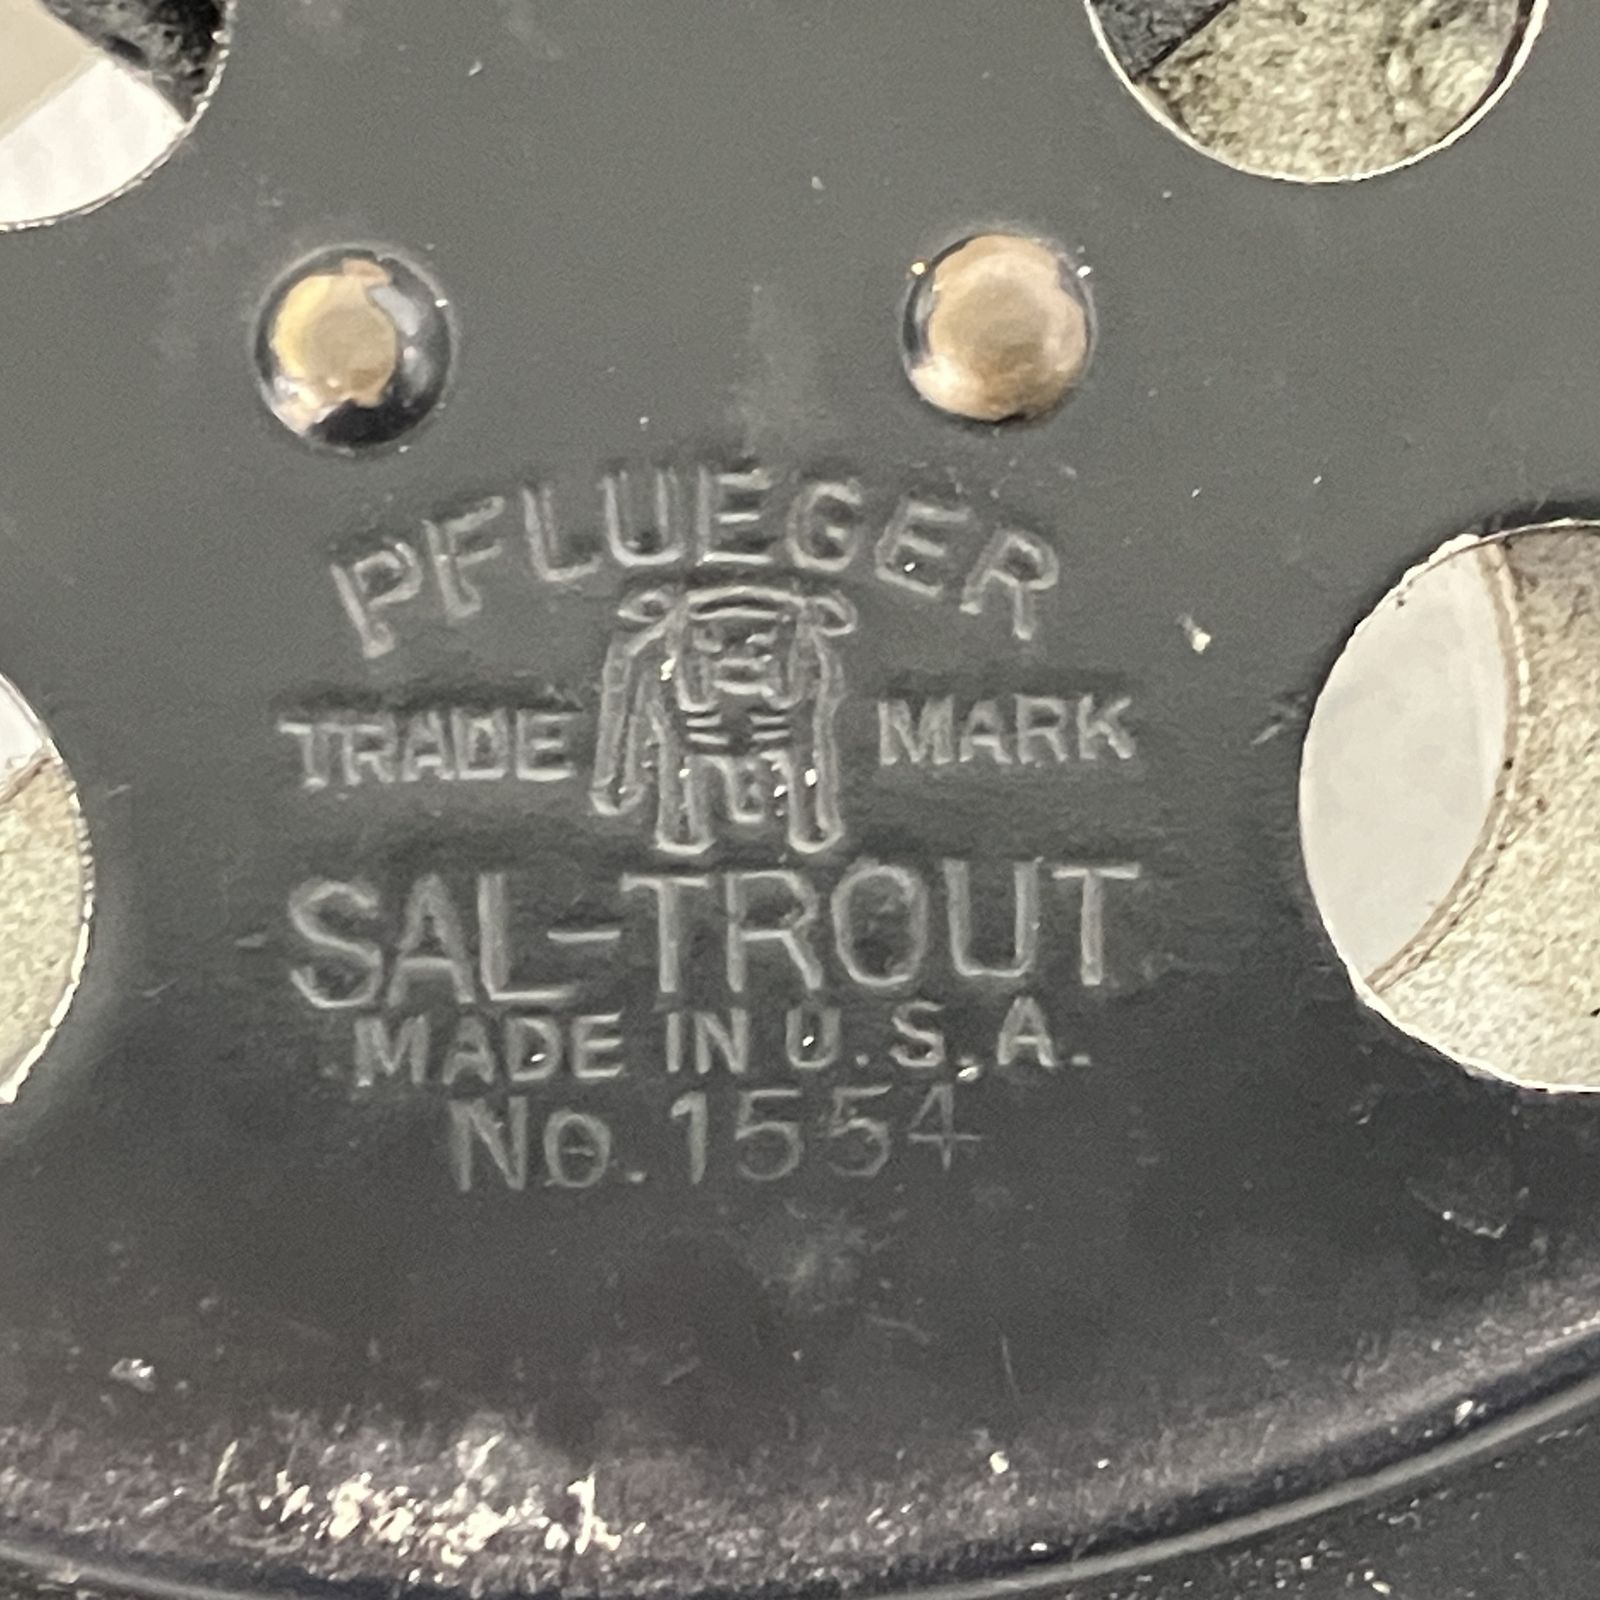 PFLUEGER
TRADE MARK
SAL-TROUT
MADE IN U.S.A.
No. 1554